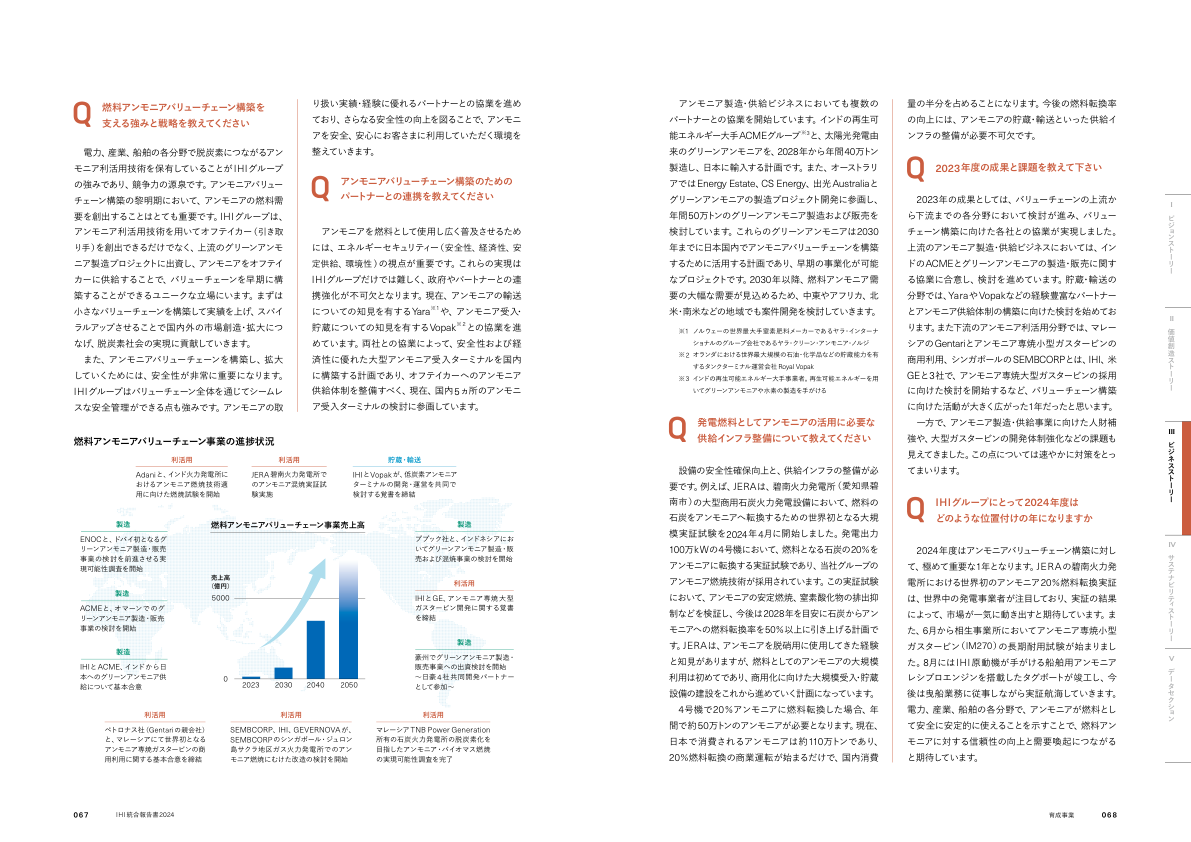 燃料アンモニアバリューチェーン構築を
支える強みと戦略を教えてください
電力、産業、船舶の各分野で脱炭素につながるアン
モニア利活用技術を保有していることがIHIグループ
の強みであり、競争力の源泉です。アンモニアバリュー
チェーン構築の黎明期において、アンモニアの燃料需
要を創出することはとても重要です。IHIグループは、
アンモニア利活用技術を用いてオフテイカー（引き取
り手）を創出できるだけでなく、上流のグリーンアンモ
ニア製造プロジェクトに出資し、アンモニアをオフテイ
カーに供給することで、バリューチェーンを早期に構
築することができるユニークな立場にいます。まずは
小さなバリューチェーンを構築して実績を上げ、スパイ
ラルアップさせることで国内外の市場創造・拡大につ
なげ、脱炭素社会の実現に貢献していきます。
また、アンモニアバリューチェーンを構築し、拡大
していくためには、安全性が非常に重要になります。
IHIグループはバリューチェーン全体を通じてシームレ
スな安全管理ができる点も強みです。アンモニアの取
り扱い実績・経験に優れるパートナーとの協業を進め
ており、さらなる安全性の向上を図ることで、アンモニ
アを安全、安心にお客さまに利用していただく環境を
整えていきます。
Q
アンモニアバリューチェーン構築のための
パートナーとの連携を教えてください
アンモニアを燃料として使用し広く普及させるため
には、エネルギーセキュリティー（安全性、経済性、安
定供給、環境性）の視点が重要です。これらの実現は
IHIグループだけでは難しく、政府やパートナーとの連
携強化が不可欠となります。現在、アンモニアの輸送
についての知見を有するYara※1や、アンモニア受入・
貯蔵についての知見を有するVopak※2との協業を進
めています。両社との協業によって、安全性および経
済性に優れた大型アンモニア受入ターミナルを国内
に構築する計画であり、オフテイカーへのアンモニア
供給体制を整備すべく、現在、国内5ヵ所のアンモニ
ア受入ターミナルの検討に参画しています。
燃料アンモニアバリューチェーン事業の進捗状況
利活用
Adaniと、インド火力発電所に
おけるアンモニア燃焼技術適
用に向けた燃焼試験を開始
利活用
JERA碧南火力発電所で
のアンモニア混焼実証試
験実施
貯蔵・輸送
IHIとVopakが、低炭素アンモニア
ターミナルの開発・運営を共同で
検討する覚書を締結
製造
ENOCと、ドバイ初となるグ
リーンアンモニア製造・販売
事業の検討を前進させる実
現可能性調査を開始
製造
ACMEと、オマーンでのグ
リーンアンモニア製造・販売
事業の検討を開始
製造
IHIとACME、インドから日
本へのグリーンアンモニア供
給について基本合意
燃料アンモニアバリューチェーン事業売上高
売上高
（億円）
5000
0
2023 2030 2040 2050
製造
ププック社と、インドネシアにお
いてグリーンアンモニア製造・販
売および混焼事業の検討を開始
利活用
IHIとGE、アンモニア専焼大型
ガスタービン開発に関する覚書
を締結
製造
豪州でグリーンアンモニア製造・
販売事業への出資検討を開始
～日豪4社共同開発パートナー
として参加～
利活用
ペトロナス社（Gentariの親会社）
と、マレーシアにて世界初となる
アンモニア専焼ガスタービンの商
用利用に関する基本合意を締結
利活用
SEMBCORP、IHI、GEVERNOVAが、
SEMBCORPのシンガポール・ジュロン
島サクラ地区ガス火力発電所でのアン
モニア燃焼にむけた改造の検討を開始
利活用
マレーシアTNB Power Generation
所有の石炭火力発電所の脱炭素化を
目指したアンモニア・バイオマス燃焼
の実現可能性調査を完了
067 IHI統合報告書2024
アンモニア製造・供給ビジネスにおいても複数の
パートナーとの協業を開始しています。インドの再生可
能エネルギー大手ACMEグループ※3と、太陽光発電由
来のグリーンアンモニアを、2028年から年間40万トン
製造し、日本に輸入する計画です。また、オーストラリ
アではEnergy Estate、CS Energy、出光Australiaと
グリーンアンモニアの製造プロジェクト開発に参画し、
年間50万トンのグリーンアンモニア製造および販売を
検討しています。これらのグリーンアンモニアは2030
年までに日本国内でアンモニアバリューチェーンを構築
するために活用する計画であり、早期の事業化が可能
なプロジェクトです。2030年以降、燃料アンモニア需
要の大幅な需要が見込めるため、中東やアフリカ、北
米・南米などの地域でも案件開発を検討していきます。
※1 ノルウェーの世界最大手窒素肥料メーカーであるヤラ・インターナ
ショナルのグループ会社であるヤラ・クリーン・アンモニア・ノルジ
※2 オランダにおける世界最大規模の石油・化学品などの貯蔵能力を有
するタンクターミナル運営会社 Royal Vopak
※3 インドの再生可能エネルギー大手事業者。再生可能エネルギーを用
いてグリーンアンモニアや水素の製造を手がける
Q
発電燃料としてアンモニアの活用に必要な
供給インフラ整備について教えてください
設備の安全性確保向上と、供給インフラの整備が必
要です。例えば、JERAは、碧南火力発電所（愛知県碧
南市）の大型商用石炭火力発電設備において、燃料の
石炭をアンモニアへ転換するための世界初となる大規
模実証試験を2024年4月に開始しました。発電出力
100万kWの4号機において、燃料となる石炭の20%を
アンモニアに転換する実証試験であり、当社グループの
アンモニア燃焼技術が採用されています。この実証試験
において、アンモニアの安定燃焼、窒素酸化物の排出抑
制などを検証し、今後は2028年を目安に石炭からアン
モニアへの燃料転換率を50%以上に引き上げる計画で
す。JERAは、アンモニアを脱硝用に使用してきた経験
と知見がありますが、燃料としてのアンモニアの大規模
利用は初めてであり、商用化に向けた大規模受入・貯蔵
設備の建設をこれから進めていく計画になっています。
4号機で20%アンモニアに燃料転換した場合、年
間で約50万トンのアンモニアが必要となります。現在、
日本で消費されるアンモニアは約110万トンであり、
20%燃料転換の商業運転が始まるだけで、国内消費
量の半分を占めることになります。今後の燃料転換率
の向上には、アンモニアの貯蔵・輸送といった供給イ
ンフラの整備が必要不可欠です。
Q
2023年度の成果と課題を教えて下さい
2023年の成果としては、バリューチェーンの上流か
ら下流までの各分野において検討が進み、バリュー
チェーン構築に向けた各社との協業が実現しました。
上流のアンモニア製造・供給ビジネスにおいては、イン
ドのACMEとグリーンアンモニアの製造・販売に関す
る協業に合意し、検討を進めています。貯蔵・輸送の
分野では、YaraやVopakなどの経験豊富なパートナー
とアンモニア供給体制の構築に向けた検討を始めてお
ります。また下流のアンモニア利活用分野では、マレー
シアのGentariとアンモニア専焼小型ガスタービンの
商用利用、シンガポールのSEMBCORPとは、IHI、米
GEと3社で、アンモニア専焼大型ガスタービンの採用
に向けた検討を開始するなど、バリューチェーン構築
に向けた活動が大きく広がった1年だったと思います。
一方で、アンモニア製造・供給事業に向けた人財補
強や、大型ガスタービンの開発体制強化などの課題も
見えてきました。この点については速やかに対策をとっ
てまいります。
Q
IHIグループにとって2024年度は
どのような位置付けの年になりますか
2024年度はアンモニアバリューチェーン構築に対し
て、極めて重要な1年となります。JERAの碧南火力発
電所における世界初のアンモニア20%燃料転換実証
は、世界中の発電事業者が注目しており、実証の結果
によって、市場が一気に動き出すと期待しています。ま
た、6月から相生事業所においてアンモニア専焼小型
ガスタービン（IM270）の長期耐用試験が始まりまし
た。8月にはIHI原動機が手がける船舶用アンモニア
レシプロエンジンを搭載したタグボートが竣工し、今
後は曳船業務に従事しながら実証航海していきます。
電力、産業、船舶の各分野で、アンモニアが燃料とし
て安全に安定的に使えることを示すことで、燃料アン
モニアに対する信頼性の向上と需要喚起につながる
と期待しています。
I ビジョンストーリー
II 価値創造ストーリー
III ビジネスストーリー
IV サステナビリティストーリー
V データセクション
育成事業 068